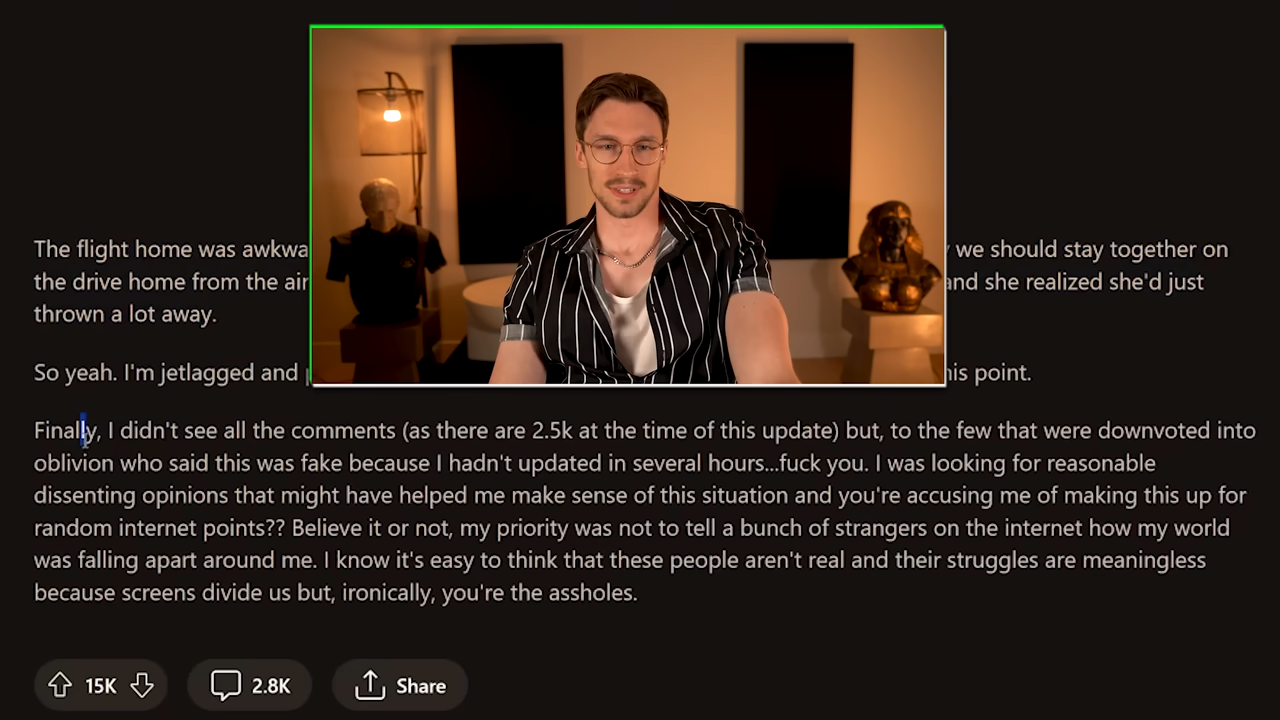 The flight home was awkwa
we should stay together on
the drive home from the air
and she realized she'd just
thrown a lot away.
So yeah. I'm jetlagged and
his point.
Finally, I didn't see all the comments (as there are 2.5k at the time of this update) but, to the few that were downvoted into
oblivion who said this was fake because I hadn't updated in several hours...fuck you. I was looking for reasonable
dissenting opinions that might have helped me make sense of this situation and you're accusing me of making this up for
random internet points?? Believe it or not, my priority was not to tell a bunch of strangers on the internet how my world
was falling apart around me. I know it's easy to think that these people aren't real and their struggles are meaningless
because screens divide us but, ironically, you're the assholes.
15K
2.8K
Share